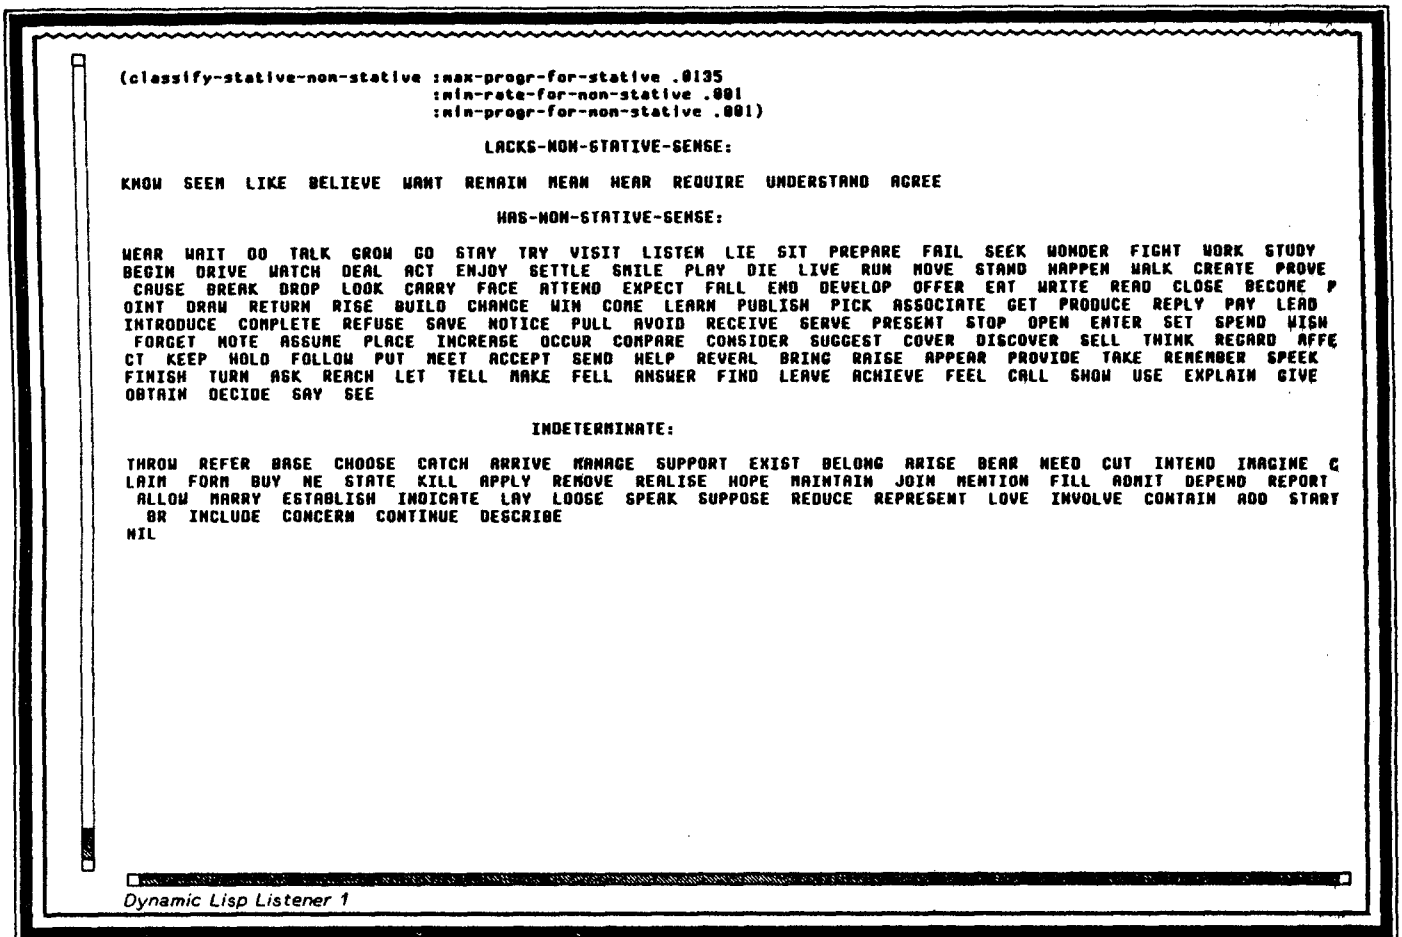 (classify-stative-non-stative :max-progr-for-stative .0135
:min-rate-for-non-stative .001
:min-progr-for-non-stative .001)
LACKS-NON-STATIVE-SENSE:
KNOW SEEM LIKE BELIEVE WANT REMAIN MEAN HEAR REQUIRE UNDERSTAND AGREE
HAS-NON-STATIVE-SENSE:
WEAR WAIT DO TALK GROW GO STAY TRY VISIT LISTEN LIE SIT PREPARE FAIL SEEK WONDER FIGHT WORK STUDY
BEGIN DRIVE WATCH DEAL ACT ENJOY SETTLE SMILE PLAY DIE LIVE RUN MOVE STAND HAPPEN WALK CREATE PROVE
CAUSE BREAK DROP LOOK CARRY FACE ATTEND EXPECT FALL END DEVELOP OFFER EAT WRITE READ CLOSE BECOME P
OINT DRAW RETURN RISE BUILD CHANGE WIN COME LEARN PUBLISH PICK ASSOCIATE GET PRODUCE REPLY PAY LEAD
INTRODUCE COMPLETE REFUSE SAVE NOTICE PULL AVOID RECEIVE SERVE PRESENT STOP OPEN ENTER SET SPEND WISH
FORGET NOTE ASSUME PLACE INCREASE OCCUR COMPARE CONSIDER SUGGEST COVER DISCOVER SELL THINK REGARD AFFE
CT KEEP HOLD FOLLOW PUT MEET ACCEPT SEND HELP REVEAL BRING RAISE APPEAR PROVIDE TAKE REMEMBER SPEEK
FINISH TURN ASK REACH LET TELL MAKE FELL ANSWER FIND LEAVE ACHIEVE FEEL CALL SHOW USE EXPLAIN GIVE
OBTAIN DECIDE SAY SEE
INDETERMINATE:
THROW REFER BASE CHOOSE CATCH ARRIVE MANAGE SUPPORT EXIST BELONG ARISE BEAR NEED CUT INTEND IMAGINE C
LAIM FORM BUY NE STATE KILL APPLY REMOVE REALISE HOPE MAINTAIN JOIN MENTION FILL ADMIT DEPEND REPORT
ALLOW MARRY ESTABLISH INDICATE LAY LOOSE SPEAK SUPPOSE REDUCE REPRESENT LOVE INVOLVE CONTAIN ADD START
BR INCLUDE CONCERN CONTINUE DESCRIBE
NIL
Dynamic Lisp Listener 1